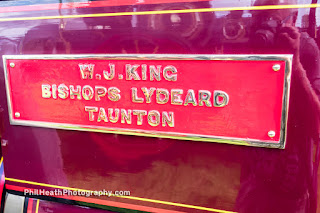 W.J.KING
BISHOPS LYDEARD
TAUNTON
PhilHeathPhotography.com